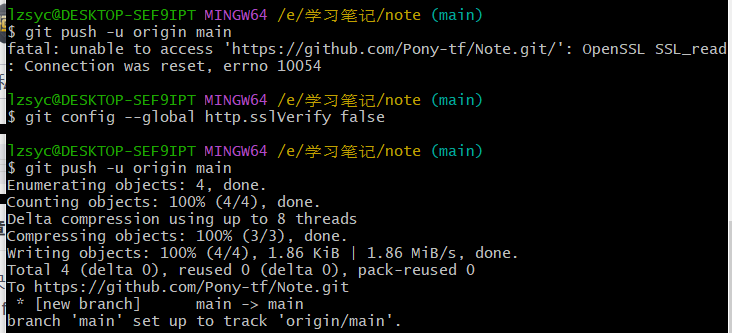 lzsyc@DESKTOP-SEF9IPT MINGW64 /e/学习笔记/note (main)
$ git push -u origin main
fatal: unable to access 'https://github.com/Pony-tf/Note.git/': OpenSSL SSL_read
: Connection was reset, errno 10054
lzsyc@DESKTOP-SEF9IPT MINGW64 /e/学习笔记/note (main)
$ git config --global http.sslVerify false
lzsyc@DESKTOP-SEF9IPT MINGW64 /e/学习笔记/note (main)
$ git push -u origin main
Enumerating objects: 4, done.
Counting objects: 100% (4/4), done.
Delta compression using up to 8 threads
Compressing objects: 100% (3/3), done.
Writing objects: 100% (4/4), 1.86 KiB | 1.86 MiB/s, done.
Total 4 (delta 0), reused 0 (delta 0), pack-reused 0
To https://github.com/Pony-tf/Note.git
 * [new branch]      main -> main
branch 'main' set up to track 'origin/main'.